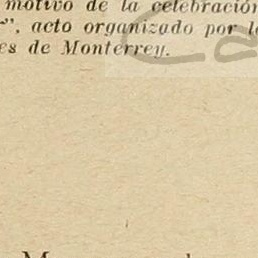 motivo de la celebración
", acto organizado por l
es de Monterrey.